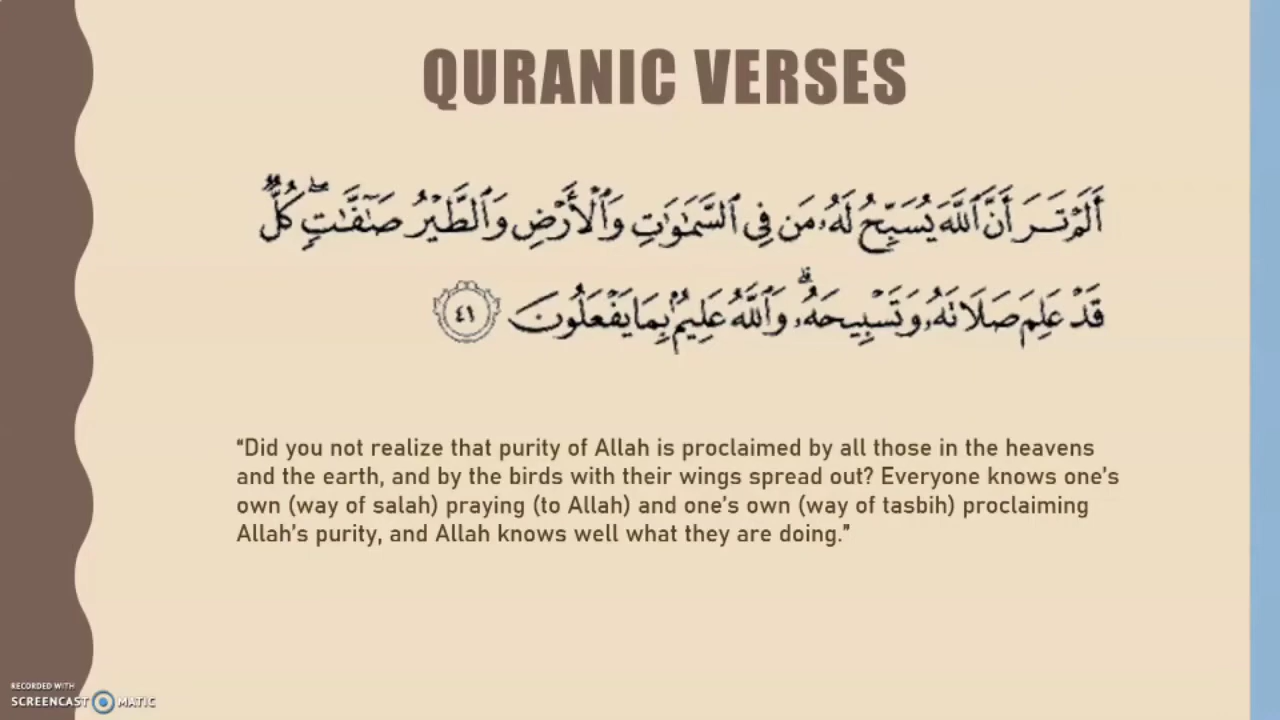 QURANIC VERSES
أَلَمْ تَرَ أَنَّ ٱللَّهَ يُسَبِّحُ لَهُۥ مَن فِى ٱلسَّمَٰوَٰتِ وَٱلْأَرْضِ وَٱلطَّيْرُ صَٰٓفَّٰتٍۖ كُلٌّ
قَدْ عَلِمَ صَلَاتَهُۥ وَتَسْبِيحَهُۥۗ وَٱللَّهُ عَلِيمٌۢ بِمَا يَفْعَلُونَ ٤١
“Did you not realize that purity of Allah is proclaimed by all those in the heavens
and the earth, and by the birds with their wings spread out? Everyone knows one’s
own (way of salah) praying (to Allah) and one’s own (way of tasbih) proclaiming
Allah’s purity, and Allah knows well what they are doing.”
RECORDED WITH
SCREENCAST MATIC